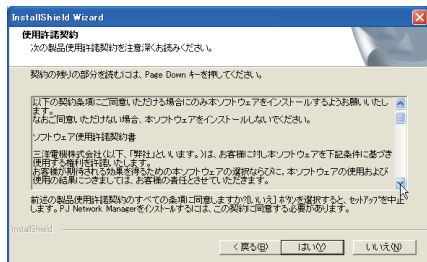 InstallShield Wizard
使用許諾契約
次の製品使用許諾契約を注意深くお読みください。
契約の残りの部分を読むには、Page Down キーを押してください。
以下の契約条項にご同意いただける場合にのみ本ソフトウェアをインストールするようお願いいたし
ます。
なおご同意いただけない場合、本ソフトウェアをインストールしないでください。
ソフトウェア使用許諾契約書
三洋電機株式会社(以下、「弊社」といいます。)は、お客様に対し本ソフトウェアを下記条件に基づき
使用する権利を許諾いたします。
お客様が期待される効果を得るための本ソフトウェアの選択ならびに、本ソフトウェアの使用および
使用の結果につきましては、お客様の責任とさせていただきます。
前述の製品使用許諾契約のすべての条項に同意しますか?[いいえ] ボタンを選択すると、セットアップを中止
します。PJ Network Managerをインストールするには、この契約に同意する必要があります。
InstallShield
< 戻る(B)
はい(Y)
いいえ(N)